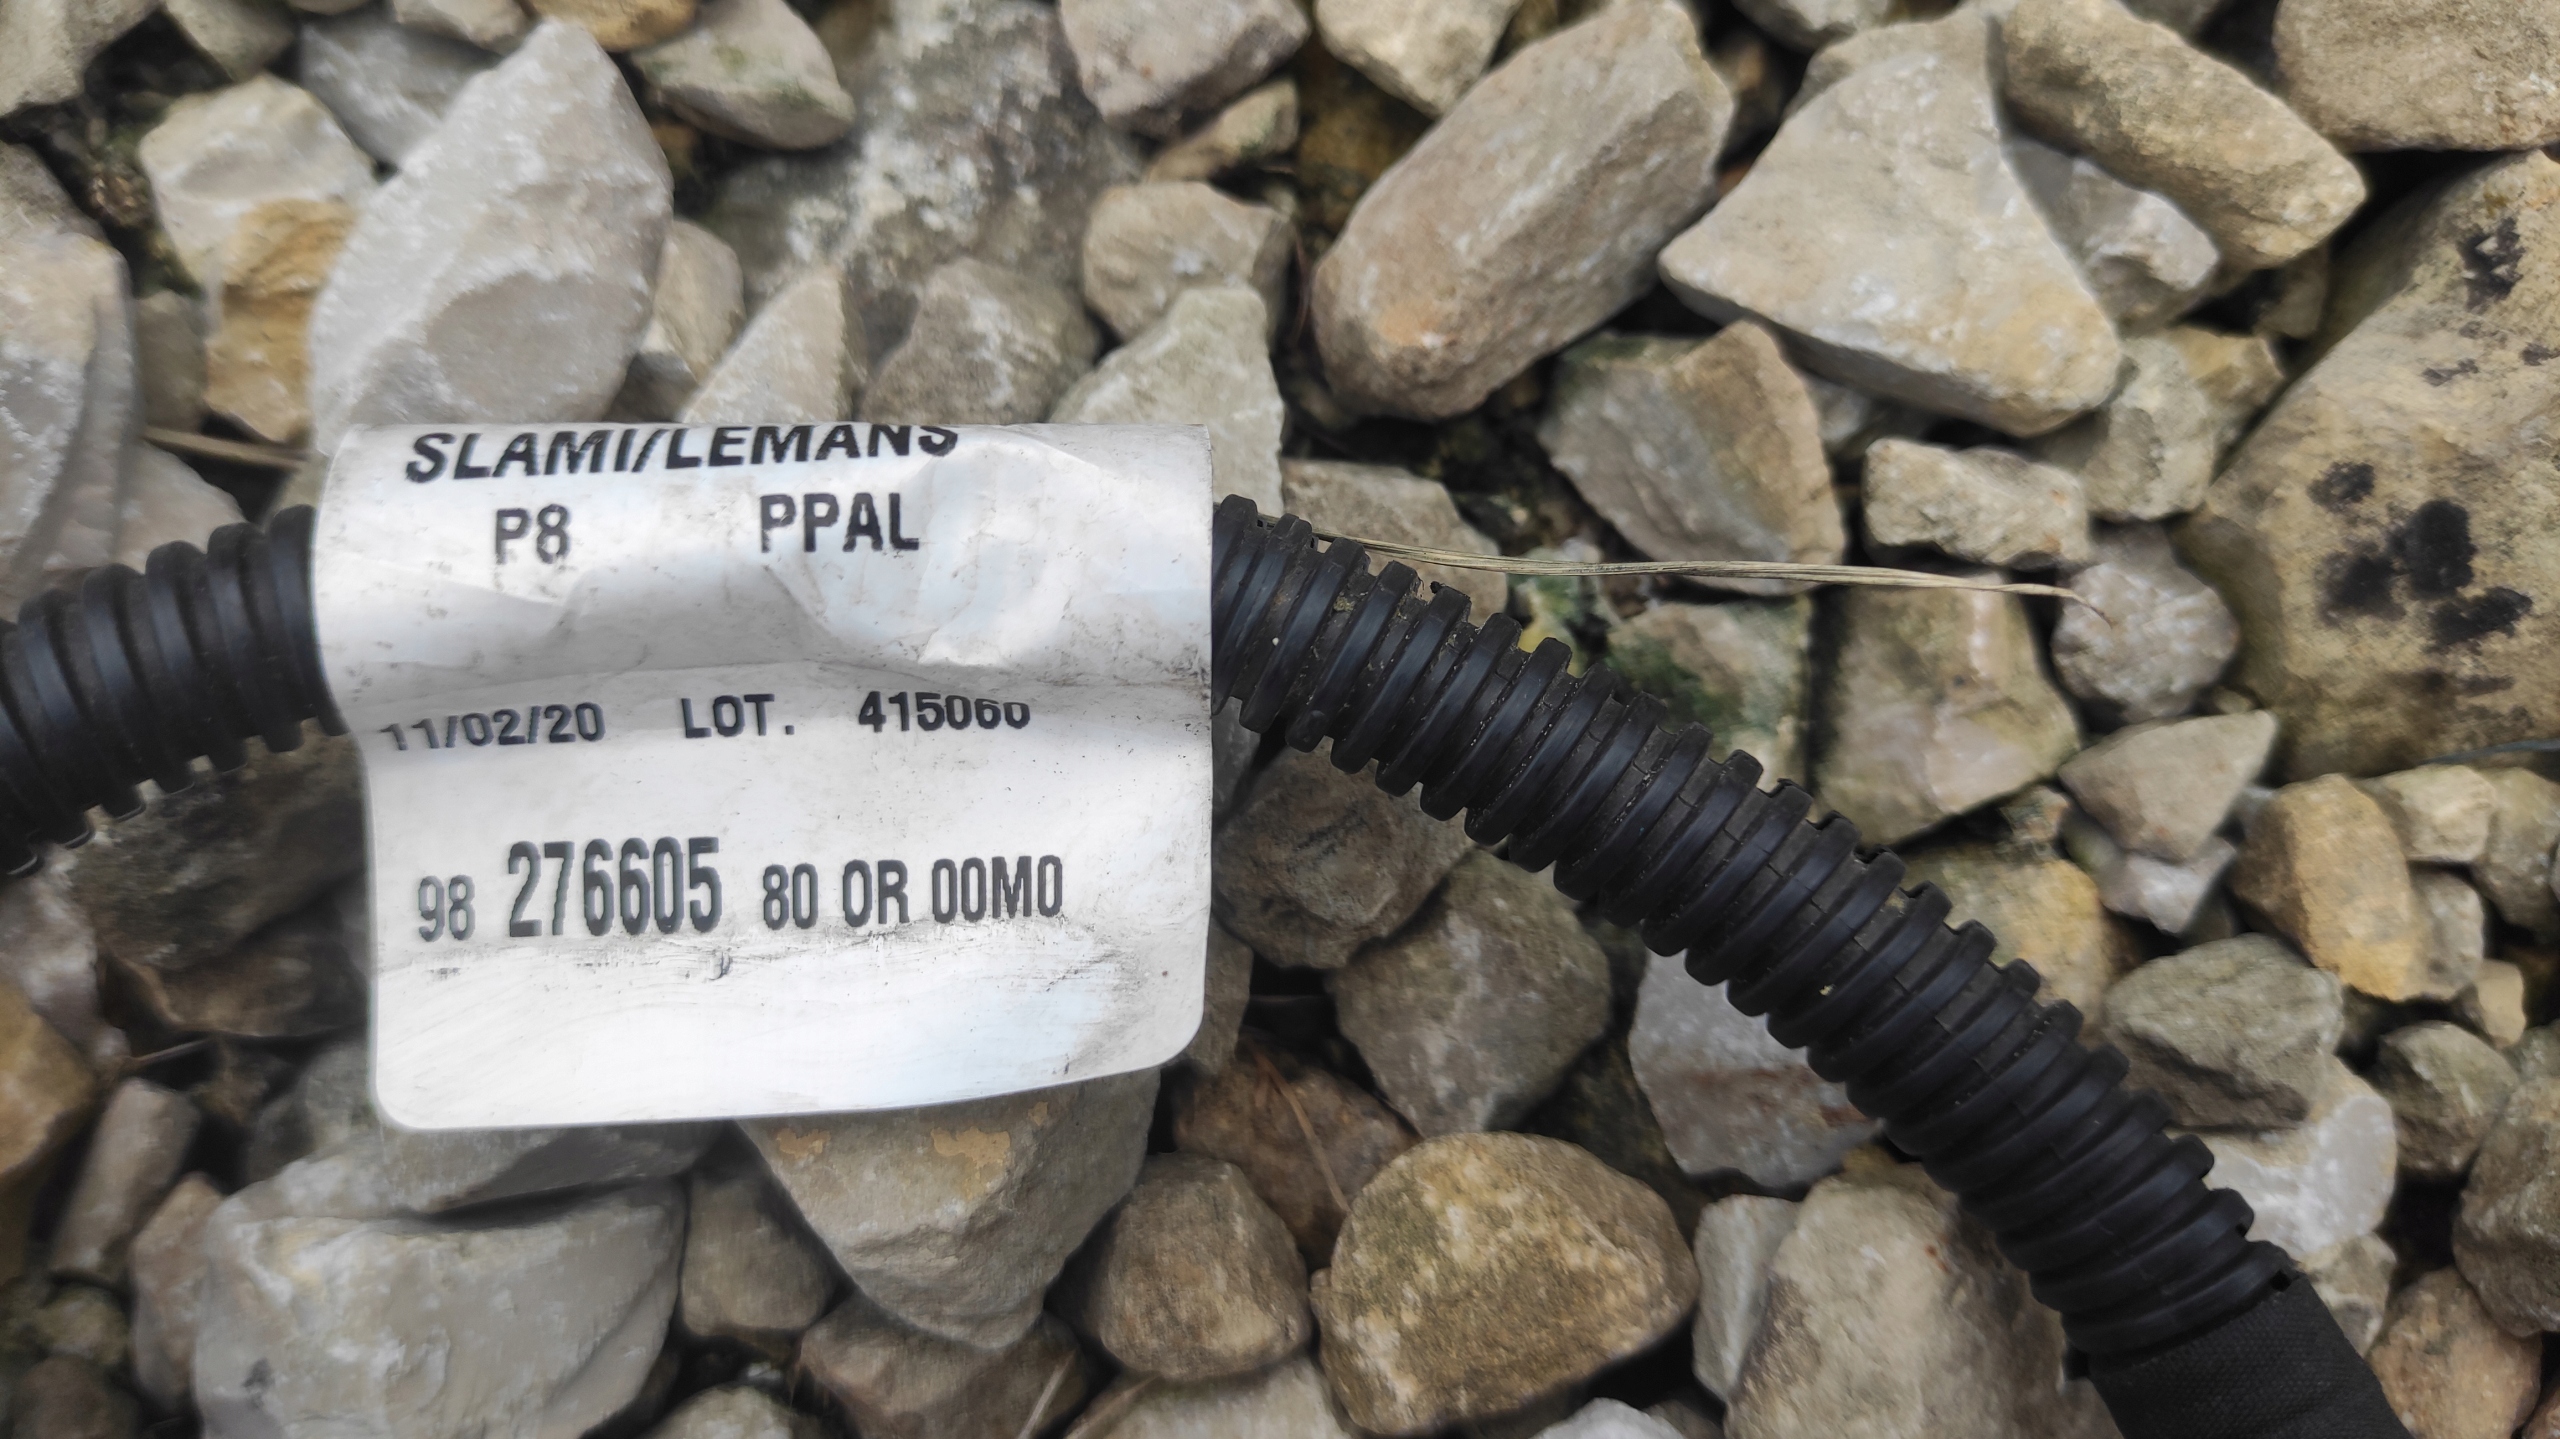 SLAMI/LEMANS
P8 PPAL
11/02/20 LOT. 415060
98 276605 80 OR 00M0